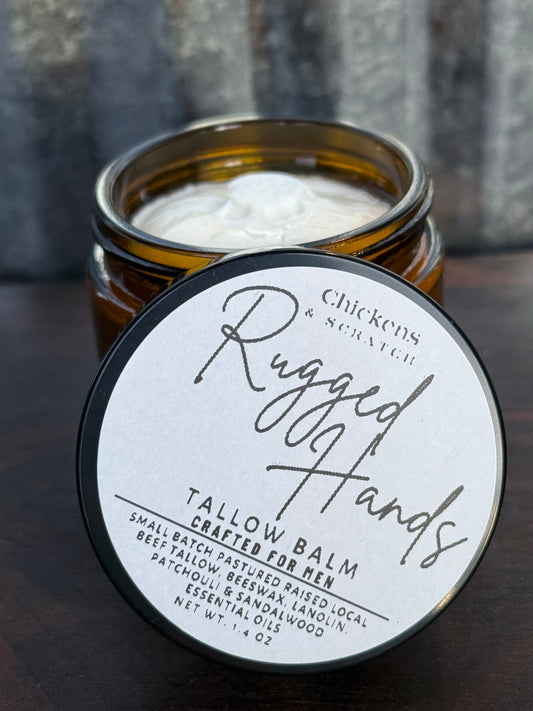 Chickens
& SCRATCH
Rugged
Hands
TALLOW BALM
CRAFTED FOR MEN
SMALL BATCH PASTURED RAISED LOCAL
BEEF TALLOW, BEESWAX, LANOLIN,
PATCHOULI & SANDALWOOD
ESSENTIAL OILS
NET WT. 1.4 OZ